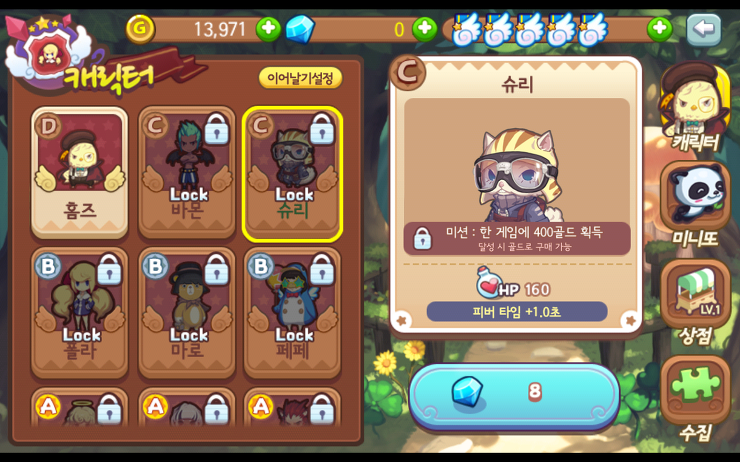 캐릭터
G 13,971
0
이어날기설정
D
홈즈
C
Lock
바몬
C
Lock
슈리
B
Lock
폴라
B
Lock
마로
B
Lock
페페
A
A
A
C
슈리
미션 : 한 게임에 400골드 획득
달성 시 골드로 구매 가능
HP 160
피버 타임 +1.0초
8
캐릭터
미니또
LV.1
상점
수집